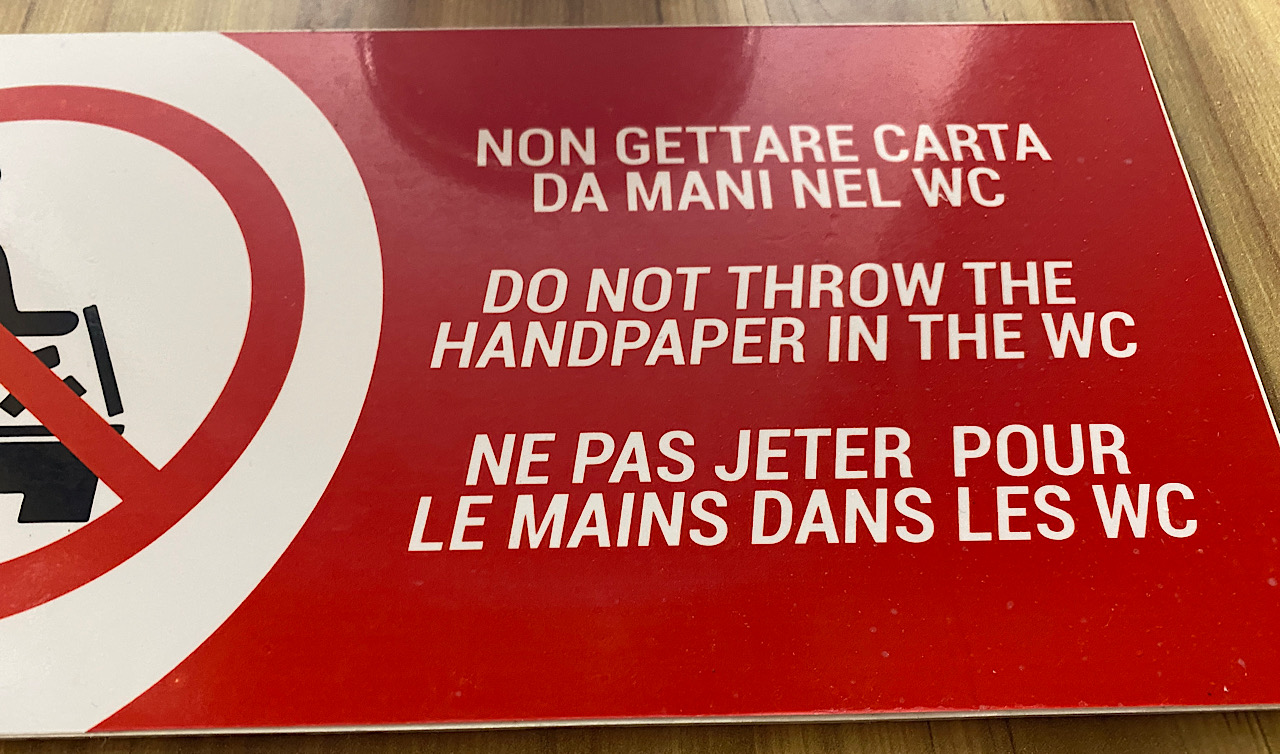 NON GETTARE CARTA
DA MANI NEL WC
DO NOT THROW THE
HANDPAPER IN THE WC
NE PAS JETER POUR
LE MAINS DANS LES WC